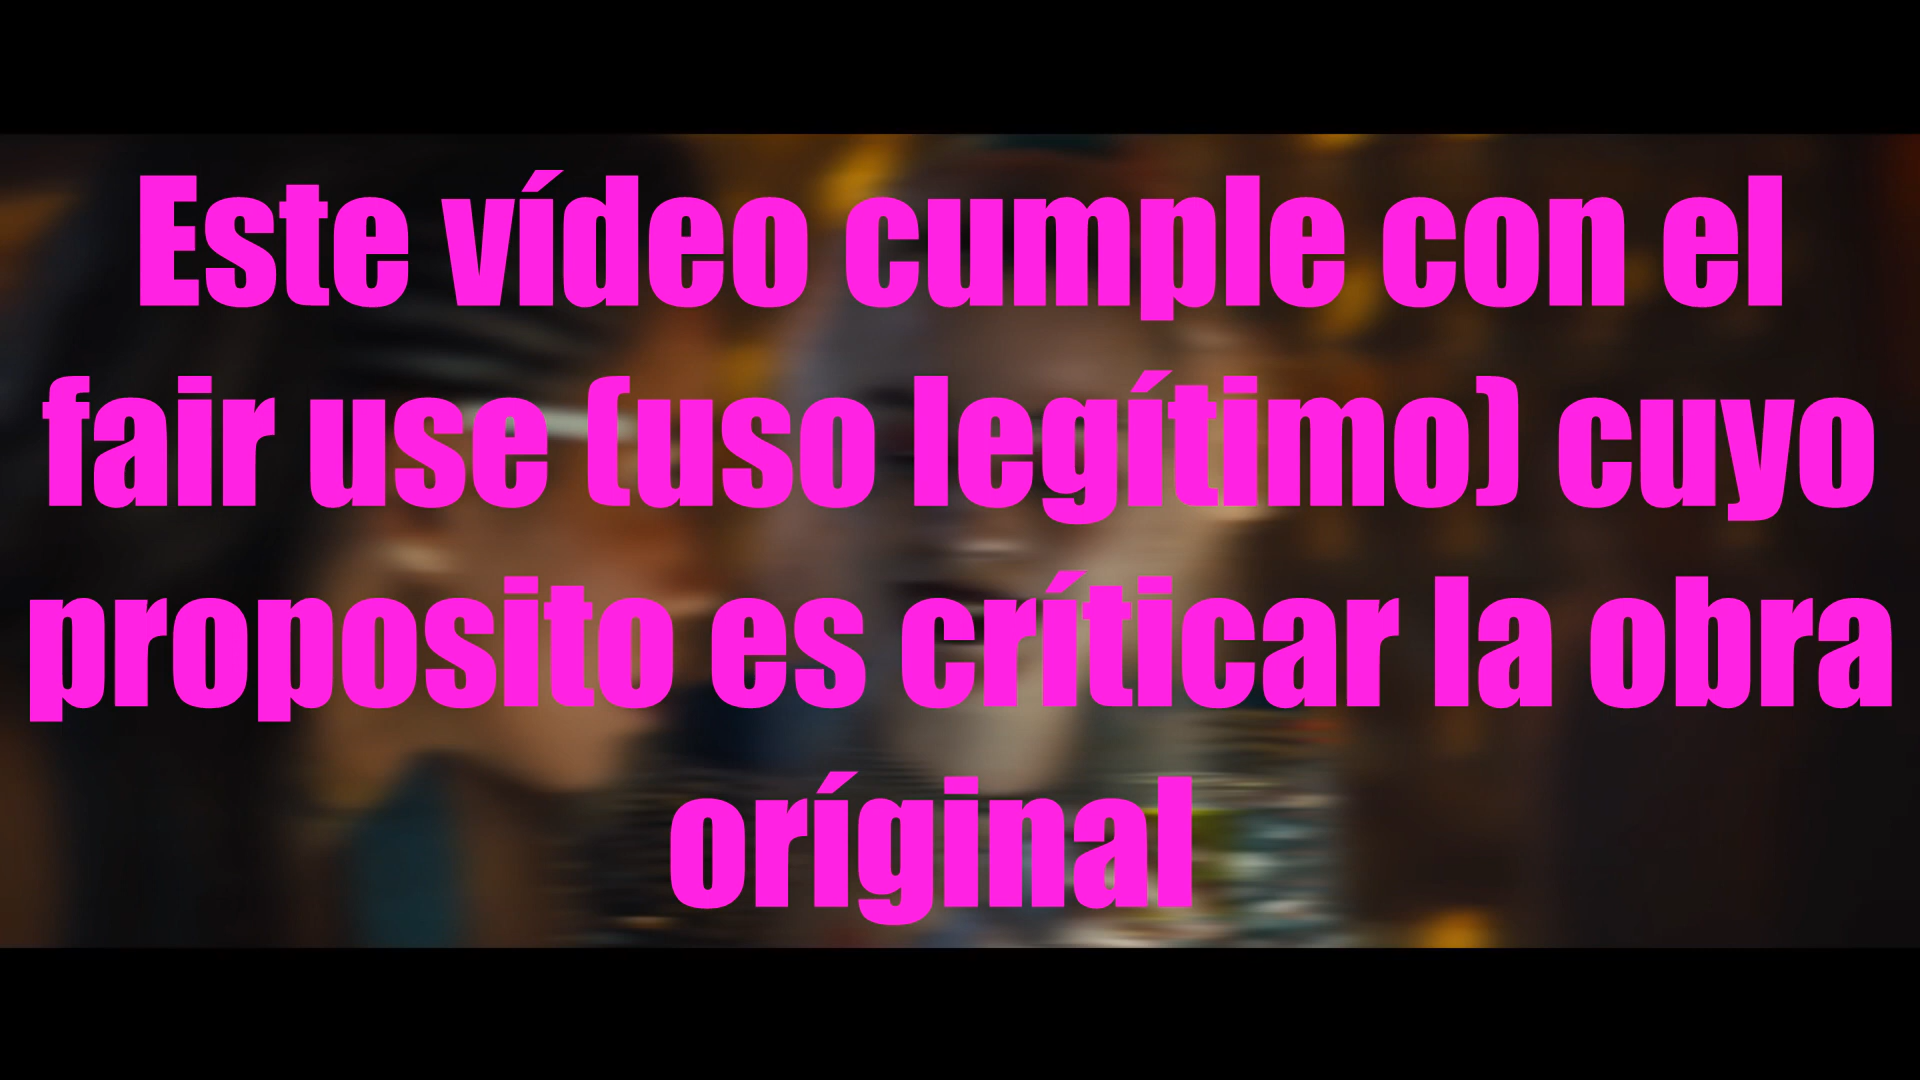 Este vídeo cumple con el
fair use (uso legítimo) cuyo
proposito es críticar la obra
oríginal